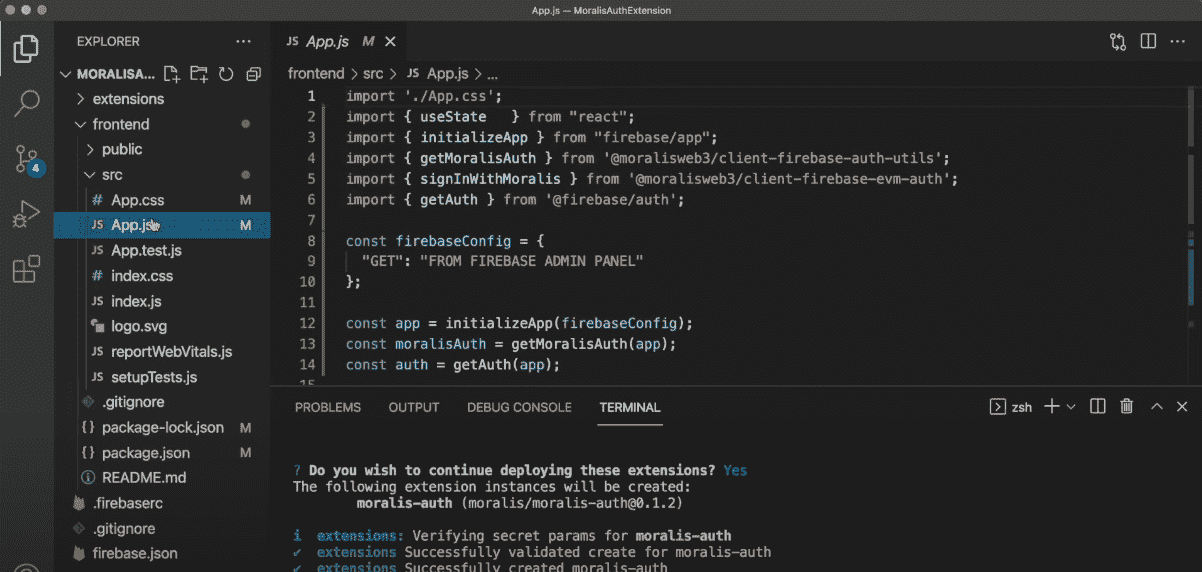 App.js — MoralisAuthExtension
EXPLORER
MORALISA...
extensions
frontend
public
src
# App.css M
JS App.js M
JS App.test.js
# index.css
JS index.js
logo.svg
JS reportWebVitals.js
JS setupTests.js
.gitignore
{} package-lock.json M
{} package.json M
README.md
.firebaserc
.gitignore
firebase.json
4
JS App.js M
frontend > src > JS App.js > ...
1 import './App.css';
2 import { useState } from "react";
3 import { initializeApp } from "firebase/app";
4 import { getMoralisAuth } from '@moralisweb3/client-firebase-auth-utils';
5 import { signInWithMoralis } from '@moralisweb3/client-firebase-evm-auth';
6 import { getAuth } from '@firebase/auth';
7
8 const firebaseConfig = {
9 "GET": "FROM FIREBASE ADMIN PANEL"
10 };
11
12 const app = initializeApp(firebaseConfig);
13 const moralisAuth = getMoralisAuth(app);
14 const auth = getAuth(app);
15
PROBLEMS OUTPUT DEBUG CONSOLE TERMINAL zsh
? Do you wish to continue deploying these extensions? Yes
The following extension instances will be created:
moralis-auth (moralis/moralis-auth@0.1.2)
i extensions: Verifying secret params for moralis-auth
✔ extensions Successfully validated create for moralis-auth
✔ extensions Successfully created moralis-auth